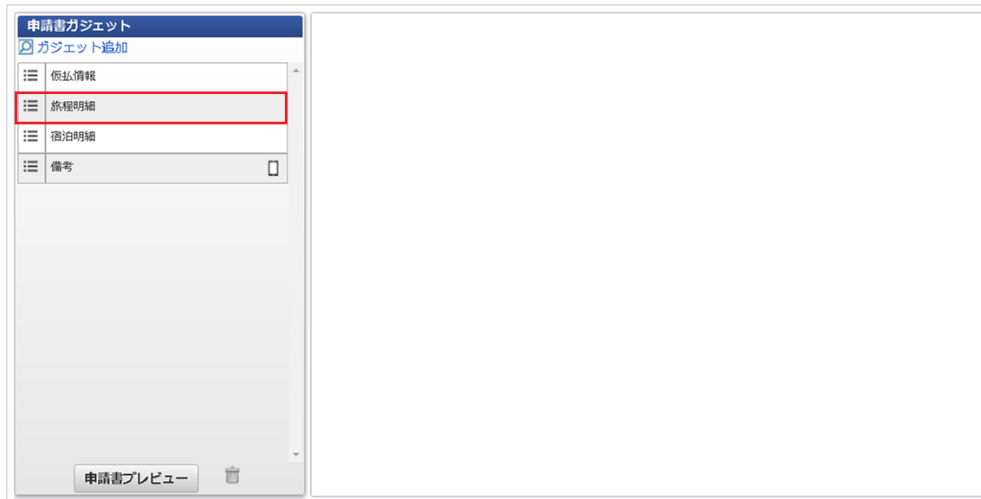 申請書ガジェット
ガジェット追加
仮払情報
旅程明細
宿泊明細
備考
申請書プレビュー